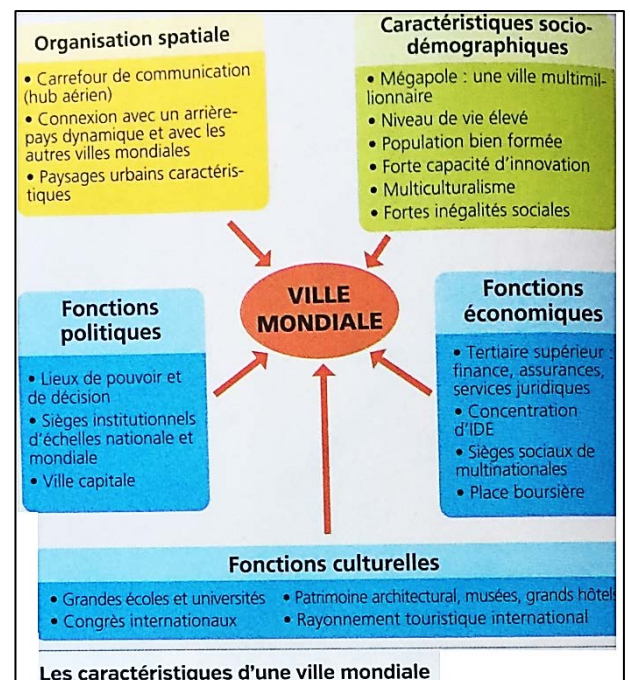 Organisation spatiale
• Carrefour de communication
(hub aérien)
• Connexion avec un arrière-
pays dynamique et avec les
autres villes mondiales
• Paysages urbains caractéris-
tiques
Caractéristiques socio-
démographiques
• Mégapole : une ville multimil-
lionnaire
• Niveau de vie élevé
• Population bien formée
• Forte capacité d'innovation
• Multiculturalisme
• Fortes inégalités sociales
VILLE
MONDIALE
Fonctions
politiques
• Lieux de pouvoir et
de décision
• Sièges institutionnels
d'échelles nationale et
mondiale
• Ville capitale
Fonctions
économiques
• Tertiaire supérieur :
finance, assurances,
services juridiques
• Concentration
d'IDE
• Sièges sociaux de
multinationales
• Place boursière
Fonctions culturelles
• Grandes écoles et universités
• Congrès internationaux
• Patrimoine architectural, musées, grands hôtels
• Rayonnement touristique international
Les caractéristiques d'une ville mondiale